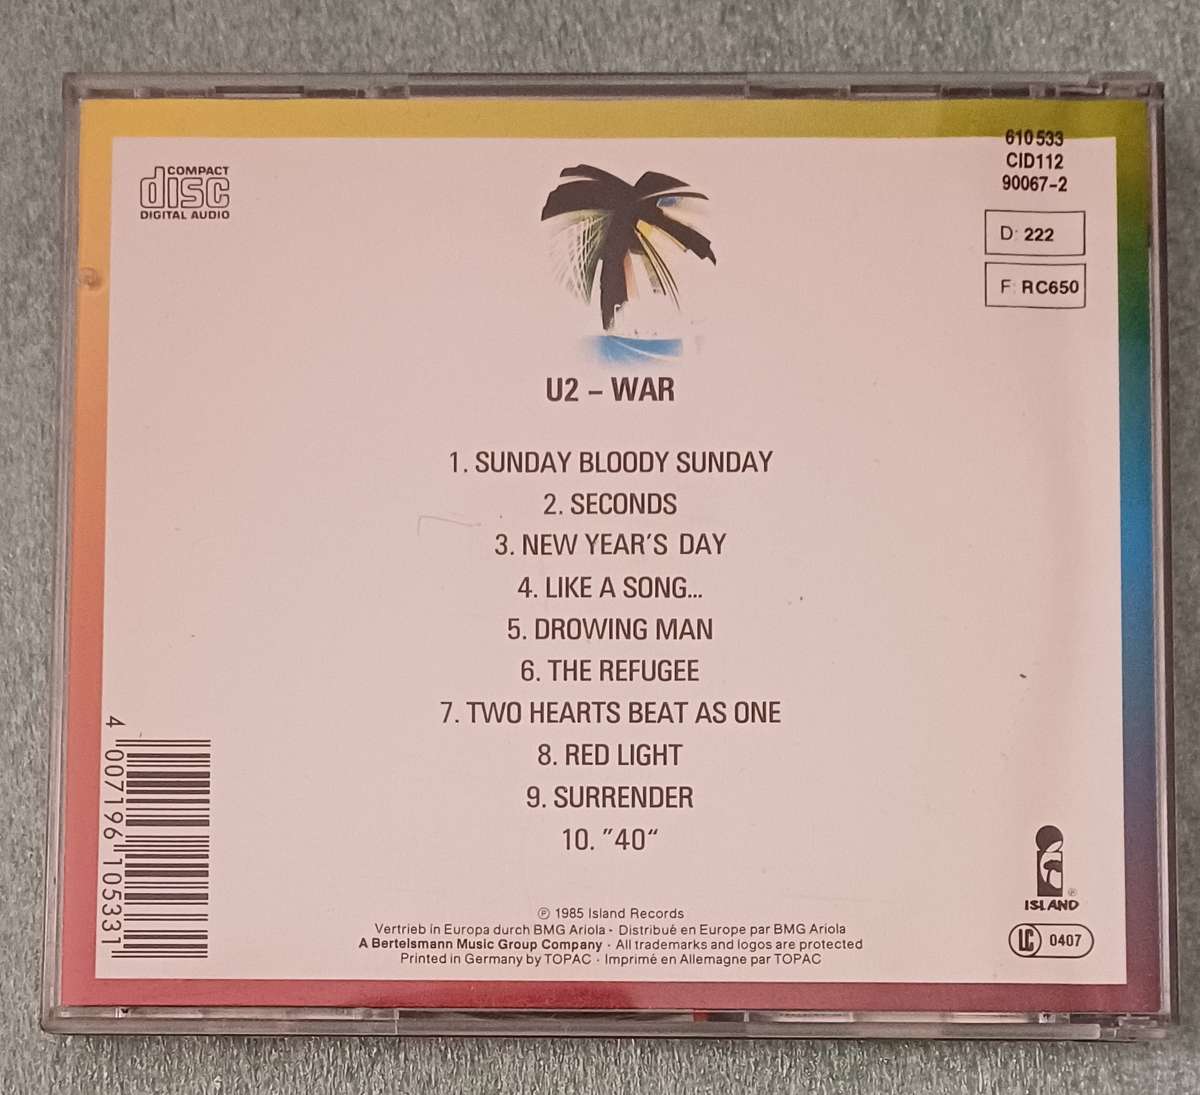 COMPACT
disc
DIGITAL AUDIO
610 533
CID112
90067-2
D: 222
F: RC650
U2 – WAR
1. SUNDAY BLOODY SUNDAY
2. SECONDS
3. NEW YEAR'S DAY
4. LIKE A SONG...
5. DROWING MAN
6. THE REFUGEE
7. TWO HEARTS BEAT AS ONE
8. RED LIGHT
9. SURRENDER
10. ”40“
4 007196 105331
℗ 1985 Island Records
Vertrieb in Europa durch BMG Ariola · Distribué en Europe par BMG Ariola
A Bertelsmann Music Group Company · All trademarks and logos are protected
Printed in Germany by TOPAC · Imprimé en Allemagne par TOPAC
®
ISLAND
LC 0407